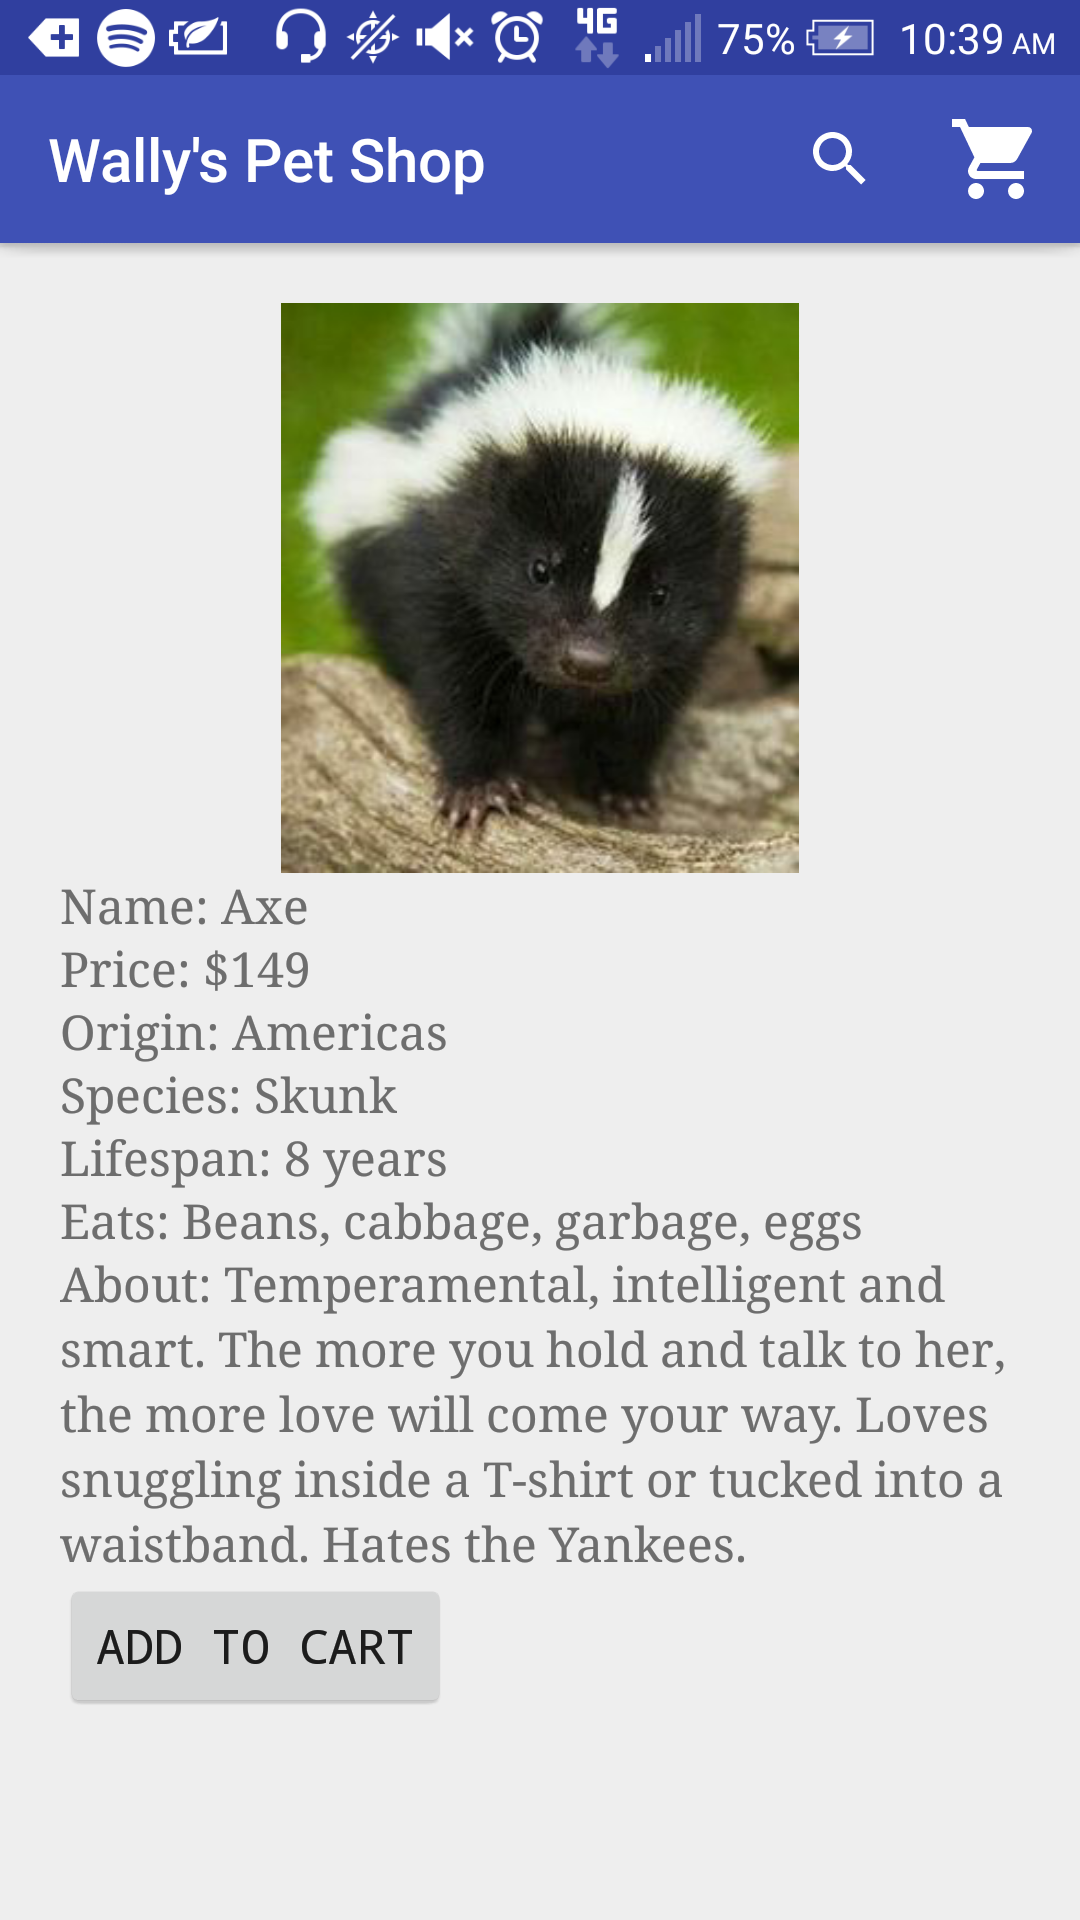 4G 75% 10:39 AM
Wally's Pet Shop
Name: Axe
Price: $149
Origin: Americas
Species: Skunk
Lifespan: 8 years
Eats: Beans, cabbage, garbage, eggs
About: Temperamental, intelligent and
smart. The more you hold and talk to her,
the more love will come your way. Loves
snuggling inside a T-shirt or tucked into a
waistband. Hates the Yankees.
ADD TO CART